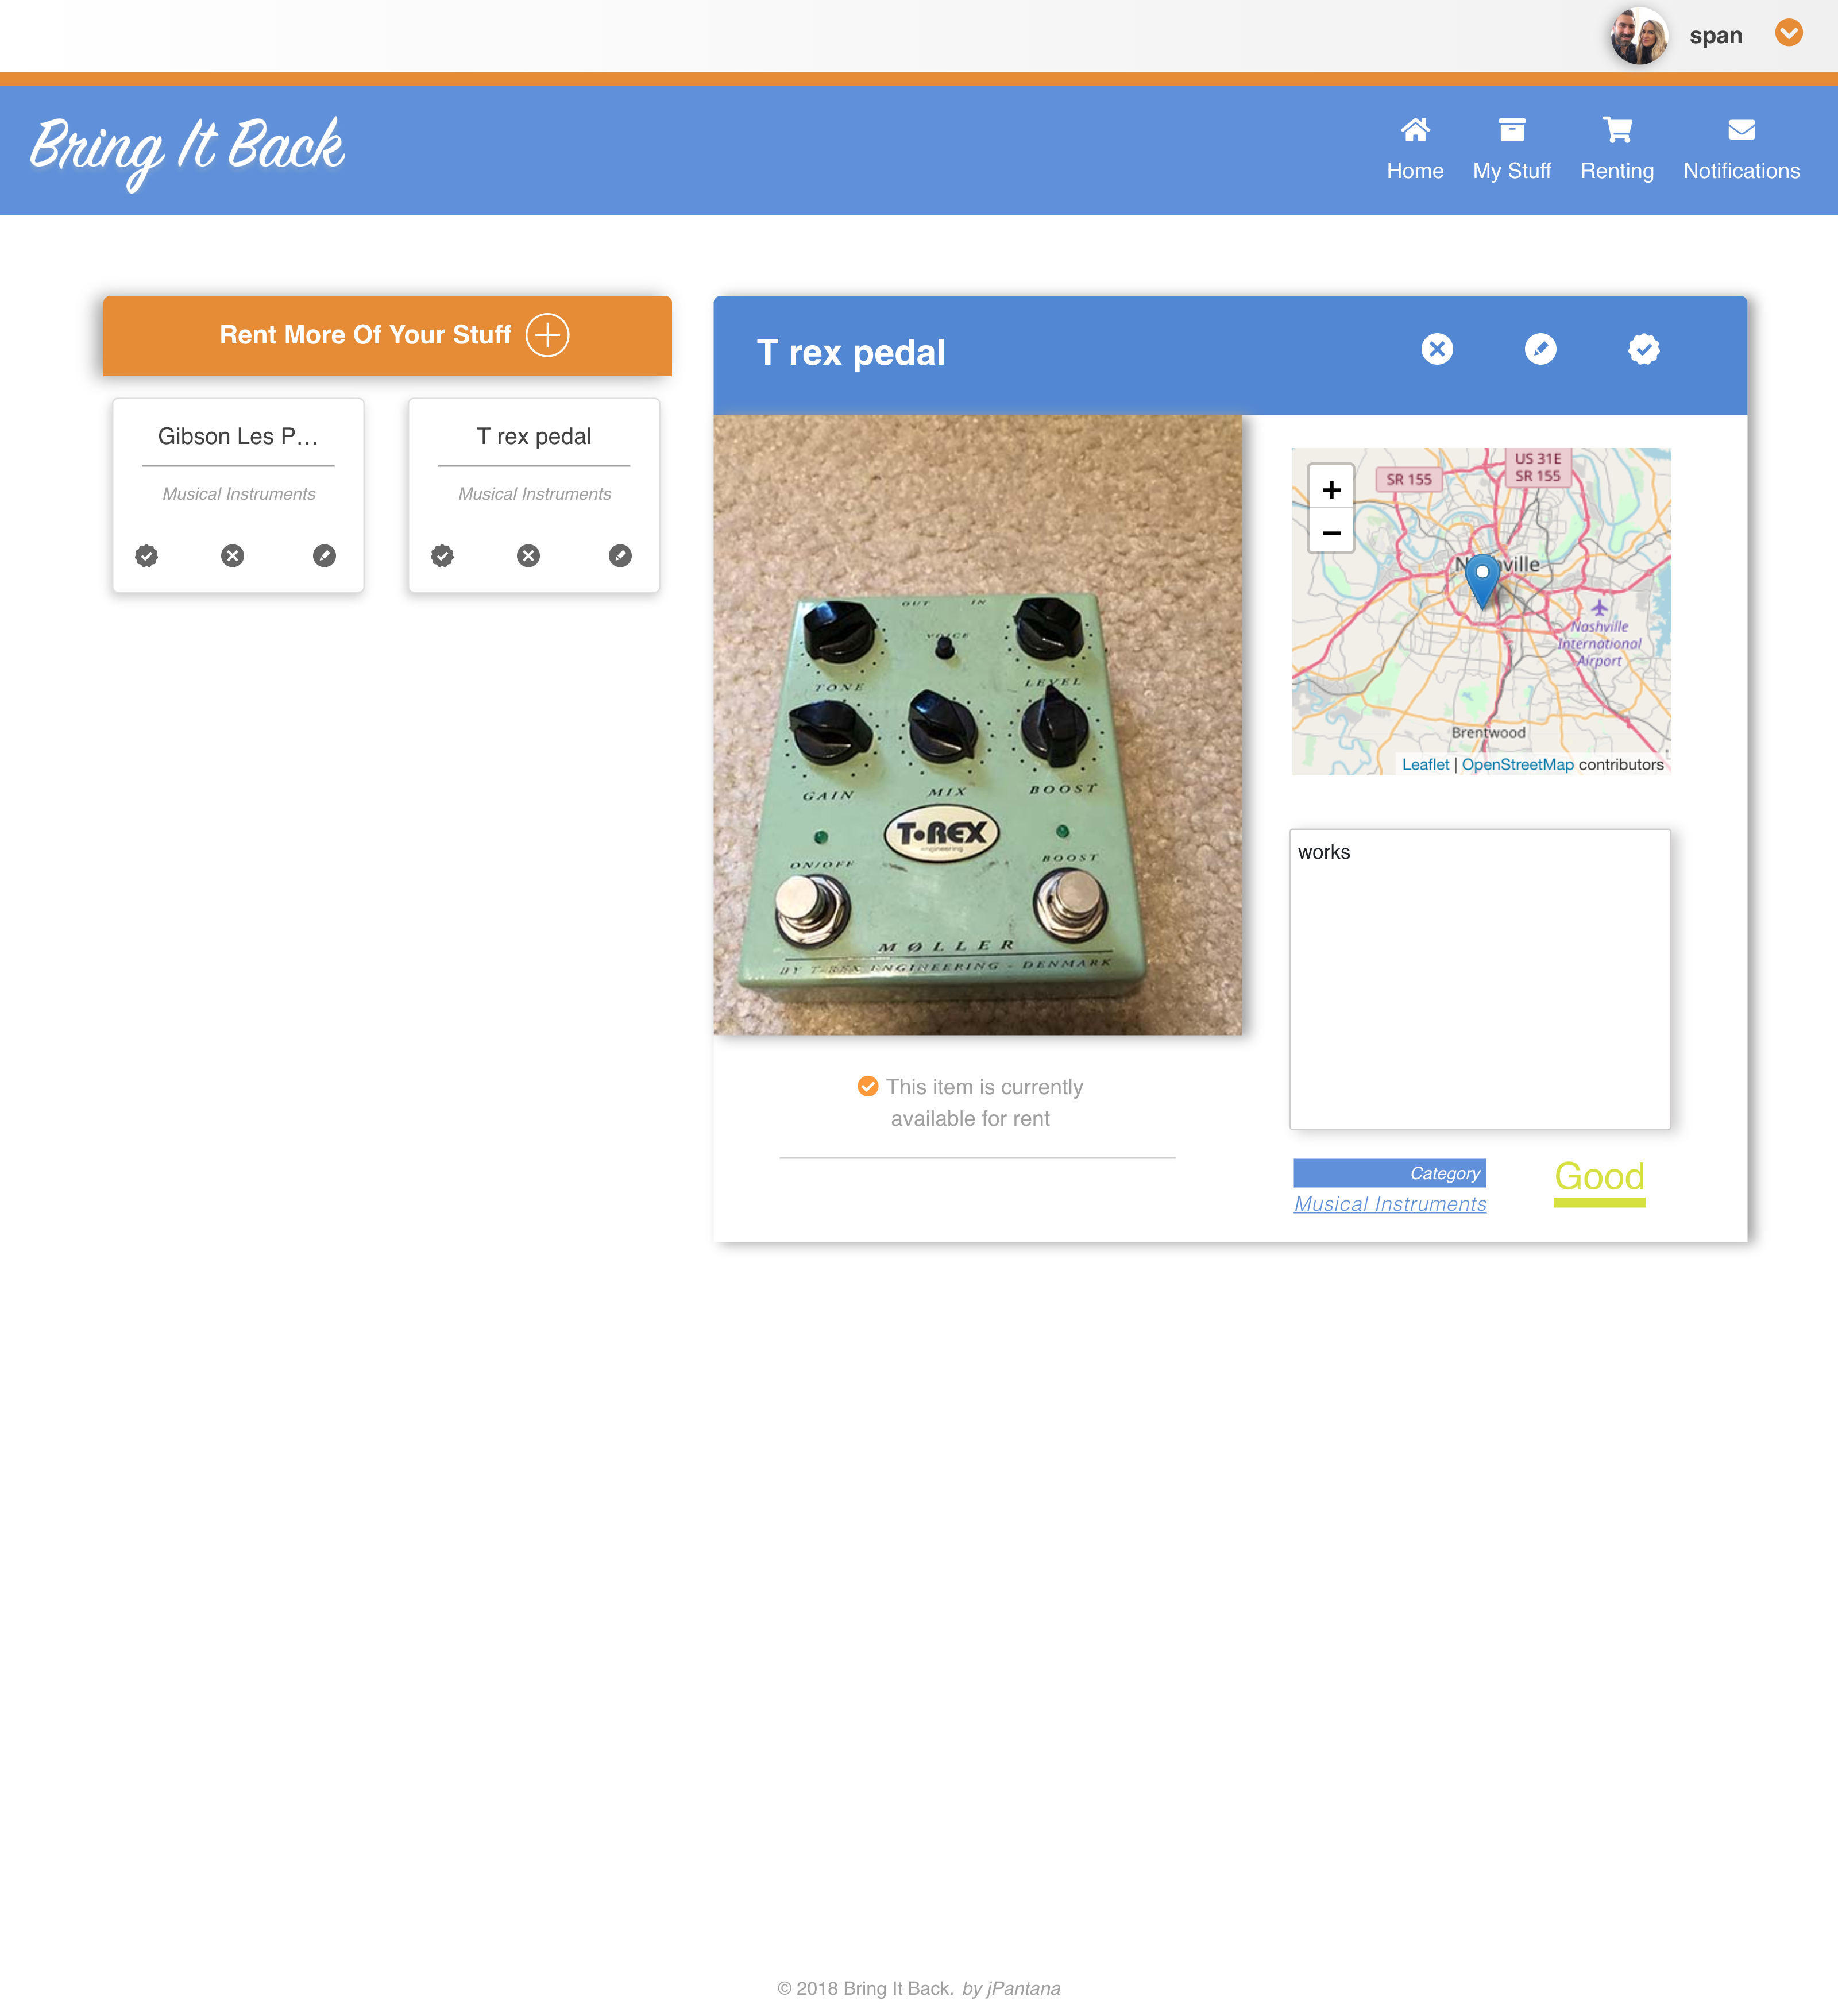 span
Bring It Back
Home
My Stuff
Renting
Notifications
Rent More Of Your Stuff
Gibson Les P...
Musical Instruments
T rex pedal
Musical Instruments
T rex pedal
OUT IN
VOICE
TONE
LEVEL
GAIN
MIX
BOOST
T•REX
engineering
ON/OFF
BOOST
MØLLER
BY T-REX ENGINEERING - DENMARK
This item is currently
available for rent
+
−
SR 155
US 31E
SR 155
Nashville
International
Airport
Brentwood
Leaflet | OpenStreetMap contributors
works
Category
Musical Instruments
Good
© 2018 Bring It Back. by jPantana